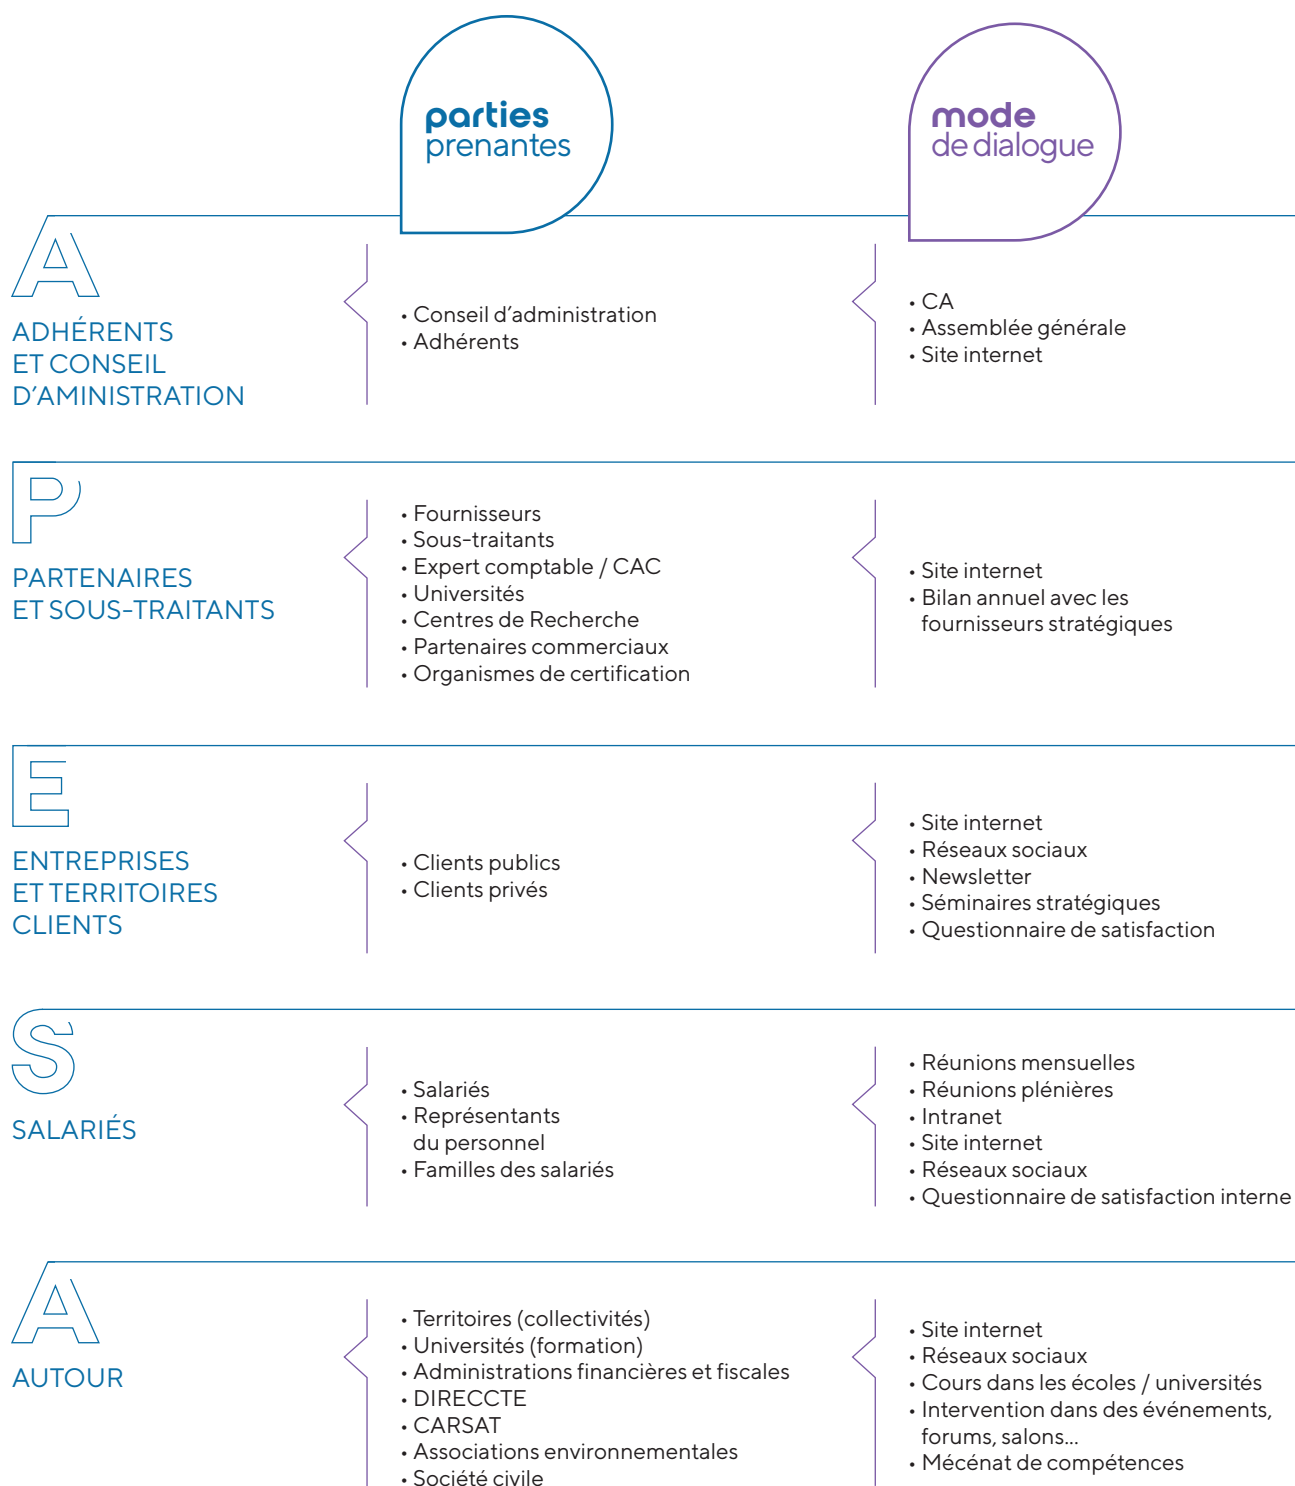 parties
prenantes
mode
de dialogue
A
ADHÉRENTS
ET CONSEIL
D'AMINISTRATION
• Conseil d'administration
• Adhérents
• CA
• Assemblée générale
• Site internet
P
PARTENAIRES
ET SOUS-TRAITANTS
• Fournisseurs
• Sous-traitants
• Expert comptable / CAC
• Universités
• Centres de Recherche
• Partenaires commerciaux
• Organismes de certification
• Site internet
• Bilan annuel avec les
fournisseurs stratégiques
E
ENTREPRISES
ET TERRITOIRES
CLIENTS
• Clients publics
• Clients privés
• Site internet
• Réseaux sociaux
• Newsletter
• Séminaires stratégiques
• Questionnaire de satisfaction
S
SALARIÉS
• Salariés
• Représentants
du personnel
• Familles des salariés
• Réunions mensuelles
• Réunions plénières
• Intranet
• Site internet
• Réseaux sociaux
• Questionnaire de satisfaction interne
A
AUTOUR
• Territoires (collectivités)
• Universités (formation)
• Administrations financières et fiscales
• DIRECCTE
• CARSAT
• Associations environnementales
• Société civile
• Site internet
• Réseaux sociaux
• Cours dans les écoles / universités
• Intervention dans des événements,
forums, salons...
• Mécénat de compétences